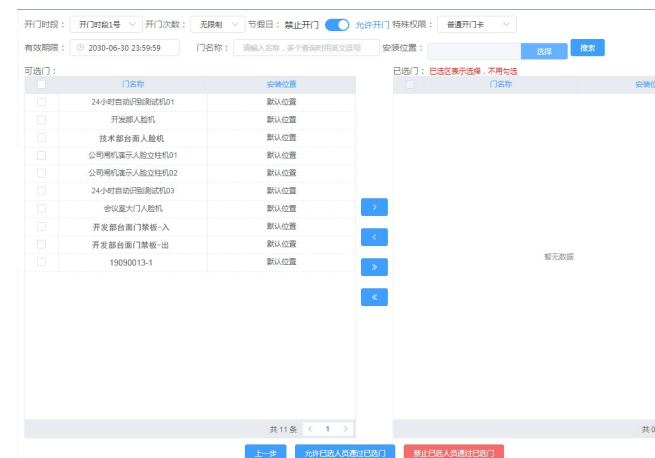 开门时段： 开门时段1号 开门次数： 无限制 节假日： 禁止开门 允许开门 特殊权限： 普通开门卡
有效期限： 2030-06-30 23:59:59 门名称： 请输入名称，多个查询时用英文逗号 安装位置： 选择 搜索
可选门： 已选门： 已选区表示选择，不用勾选
门名称 安装位置 门名称 安装位
24小时自动识别测试机01 默认位置
开发部人脸机 默认位置
技术部台面人脸机 默认位置
公司闸机演示人脸立柱机01 默认位置
公司闸机演示人脸立柱机02 默认位置
24小时自动识别测试机03 默认位置
会议室大门人脸机 默认位置
开发部台面门禁板-入 默认位置
开发部台面门禁板-出 默认位置
19090013-1 默认位置
暂无数据
共 11 条 < 1 > 共 0
上一步 允许已选人员通过已选门 禁止已选人员通过已选门